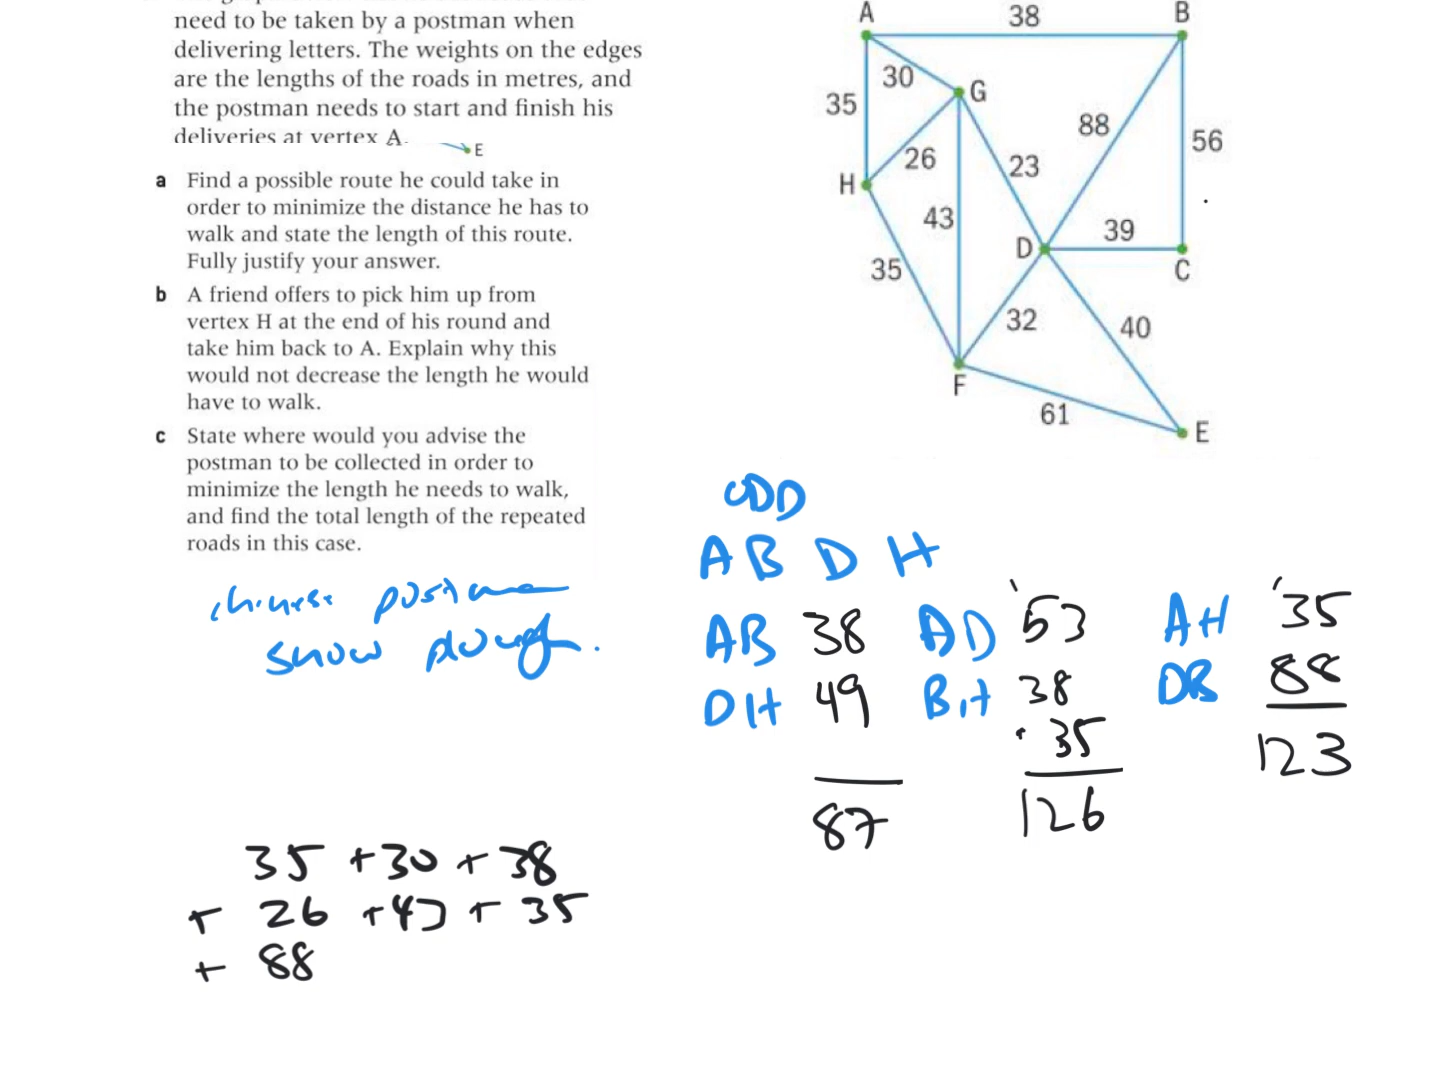 need to be taken by a postman when
delivering letters. The weights on the edges
are the lengths of the roads in metres, and
the postman needs to start and finish his
deliveries at vertex A.
E
a Find a possible route he could take in
order to minimize the distance he has to
walk and state the length of this route.
Fully justify your answer.
b A friend offers to pick him up from
vertex H at the end of his round and
take him back to A. Explain why this
would not decrease the length he would
have to walk.
c State where would you advise the
postman to be collected in order to
minimize the length he needs to walk,
and find the total length of the repeated
roads in this case.
A 38 B
30 G
35
88
56
26
23
H
43
39
D
C
35
32
40
F
61
E
ODD
A B D H
AB 38 AD 53 AH 35
DH 49 BH 38 DB 88
+ 35
87 126 123
chinese postman
snow plough.
35 + 30 + 38
+ 26 + 43 + 35
+ 88